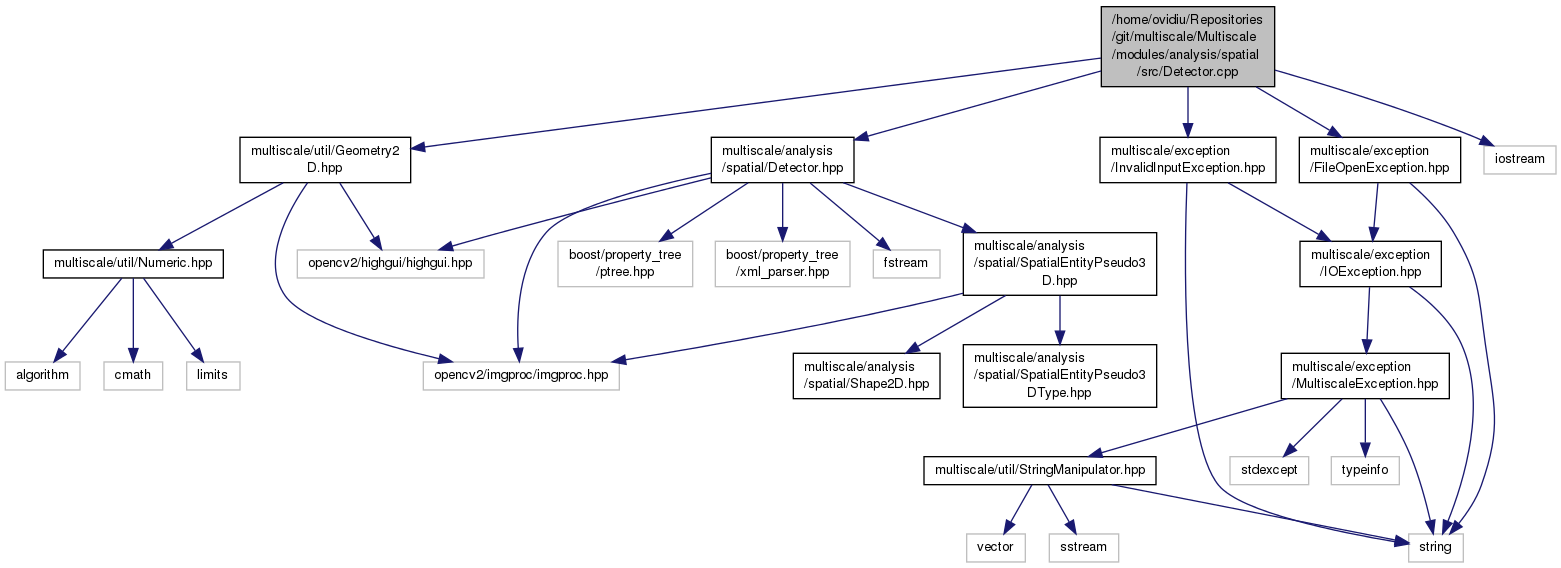 /home/ovidiu/Repositories
/git/multiscale/Multiscale
/modules/analysis/spatial
/src/Detector.cpp
multiscale/util/Geometry2
D.hpp
multiscale/analysis
/spatial/Detector.hpp
multiscale/exception
/InvalidInputException.hpp
multiscale/exception
/FileOpenException.hpp
iostream
multiscale/util/Numeric.hpp
opencv2/highgui/highgui.hpp
boost/property_tree
/ptree.hpp
boost/property_tree
/xml_parser.hpp
fstream
multiscale/analysis
/spatial/SpatialEntityPseudo3
D.hpp
multiscale/exception
/IOException.hpp
algorithm
cmath
limits
opencv2/imgproc/imgproc.hpp
multiscale/analysis
/spatial/Shape2D.hpp
multiscale/analysis
/spatial/SpatialEntityPseudo3
DType.hpp
multiscale/exception
/MultiscaleException.hpp
multiscale/util/StringManipulator.hpp
stdexcept
typeinfo
vector
sstream
string